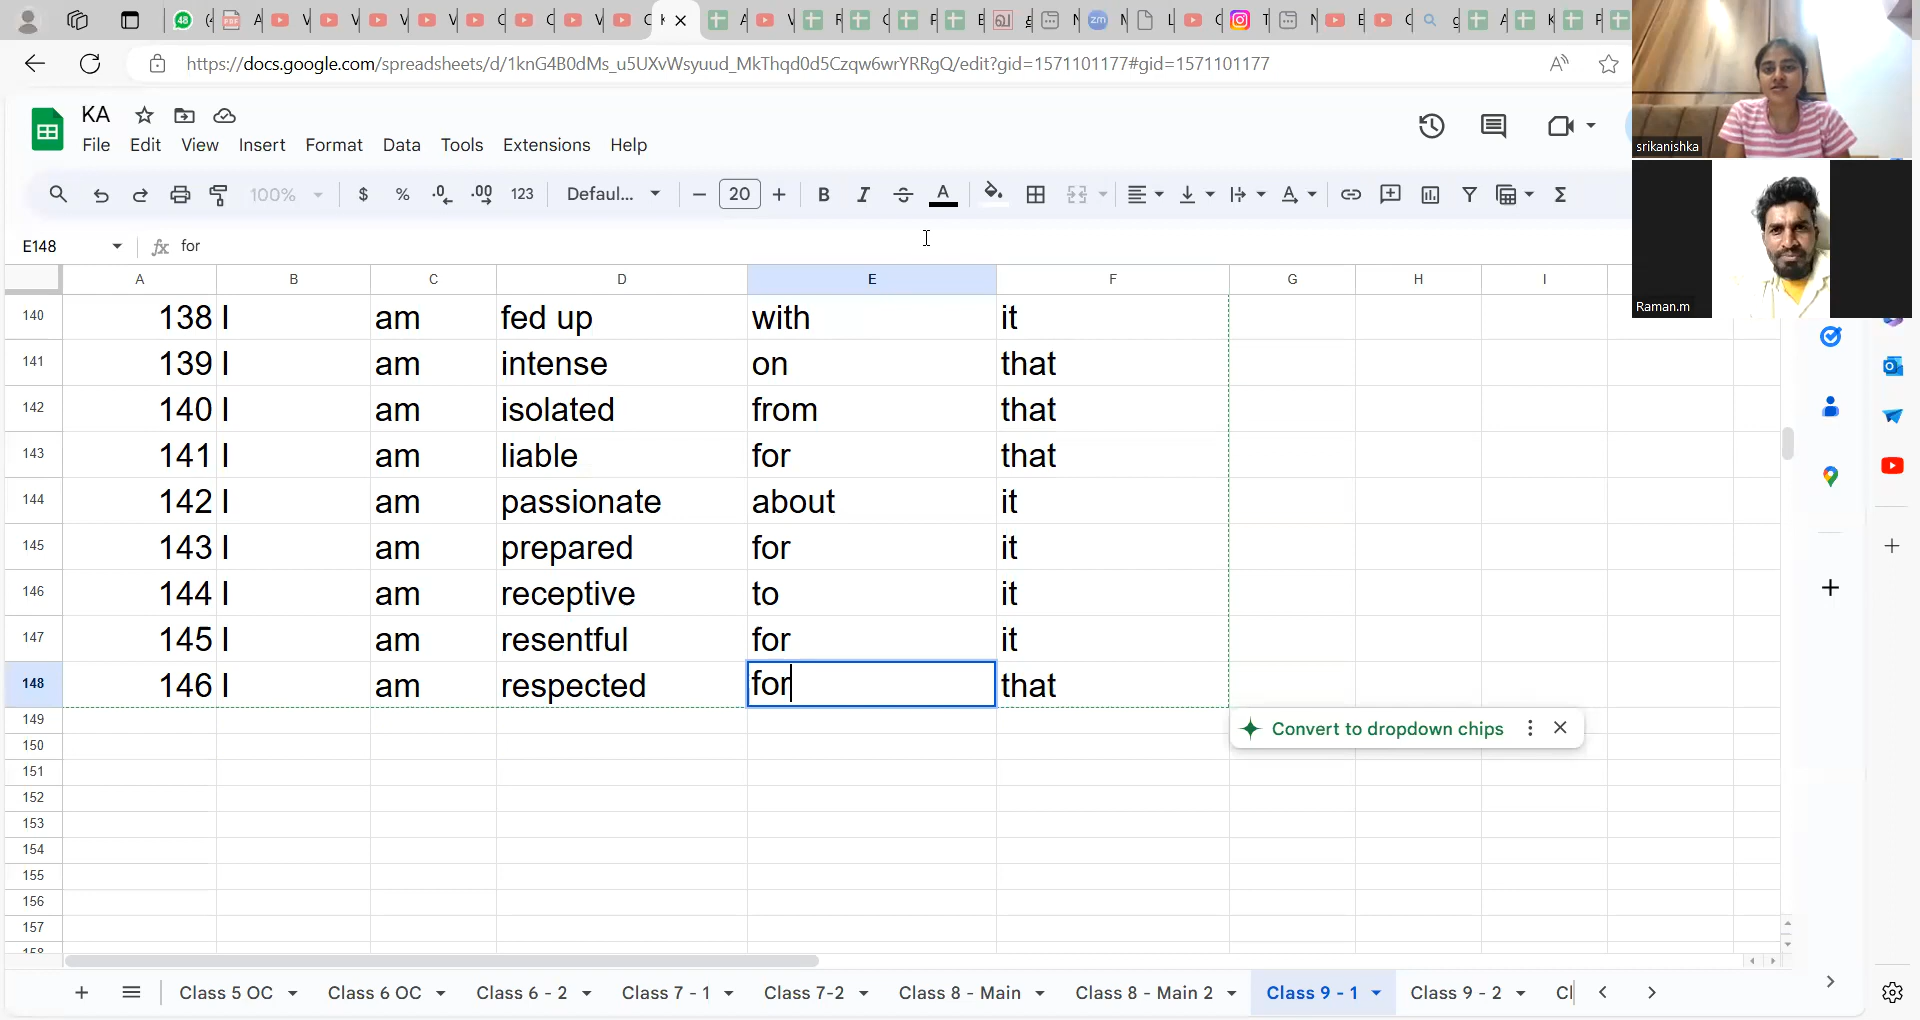 https://docs.google.com/spreadsheets/d/1knG4B0dMs_u5UXvWsyuud_MkThqd0d5Czqw6wrYRRgQ/edit?gid=1571101177#gid=1571101177
KA
File Edit View Insert Format Data Tools Extensions Help
100% $ % .0 .00 123 Defaul... 20 B I A
E148 fx for
A B C D E F G H I
140 138 I am fed up with it
141 139 I am intense on that
142 140 I am isolated from that
143 141 I am liable for that
144 142 I am passionate about it
145 143 I am prepared for it
146 144 I am receptive to it
147 145 I am resentful for it
148 146 I am respected for that
149
Convert to dropdown chips
150
151
152
153
154
155
156
157
158
Class 5 OC Class 6 OC Class 6 - 2 Class 7 - 1 Class 7-2 Class 8 - Main Class 8 - Main 2 Class 9 - 1 Class 9 - 2 Cl
srikanishka
Raman.m